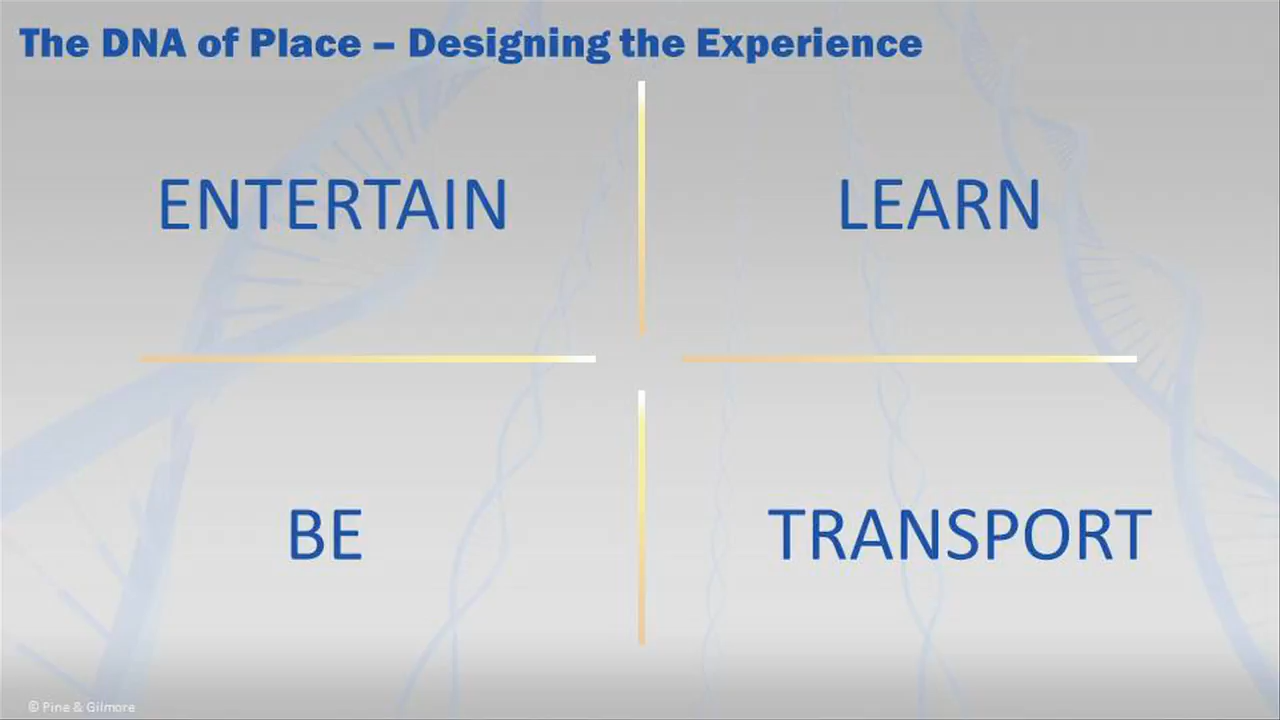 The DNA of Place – Designing the Experience
ENTERTAIN
LEARN
BE
TRANSPORT
© Pine & Gilmore